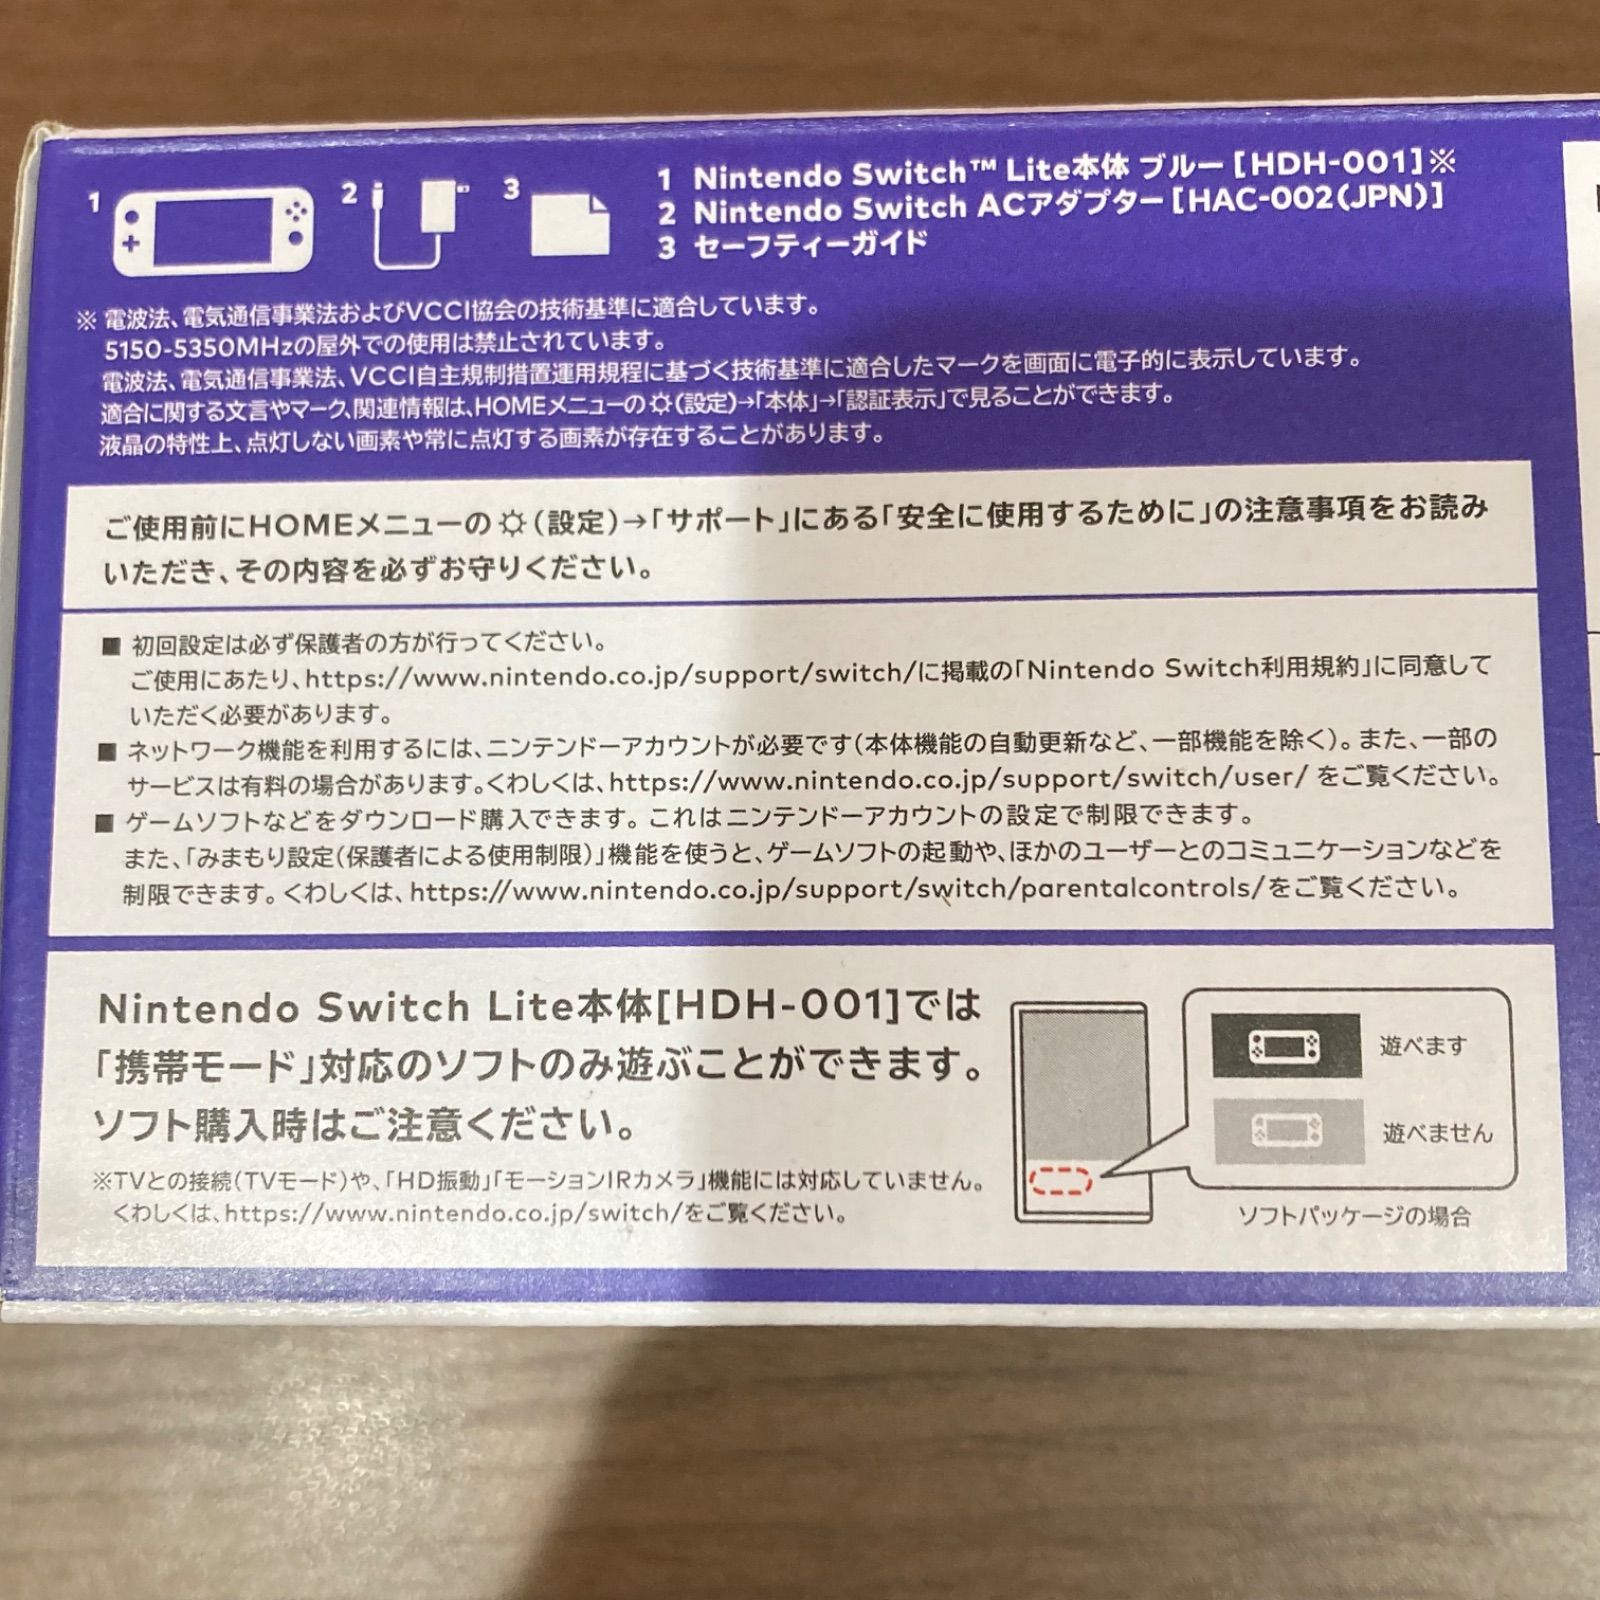 1 2 3
1 Nintendo Switch™ Lite本体 ブルー[HDH-001]※
2 Nintendo Switch ACアダプター[HAC-002(JPN)]
3 セーフティーガイド
※ 電波法、電気通信事業法およびVCCI協会の技術基準に適合しています。
5150-5350MHzの屋外での使用は禁止されています。
電波法、電気通信事業法、VCCI自主規制措置運用規程に基づく技術基準に適合したマークを画面に電子的に表示しています。
適合に関する文言やマーク、関連情報は、HOMEメニューの(設定)→「本体」→「認証表示」で見ることができます。
液晶の特性上、点灯しない画素や常に点灯する画素が存在することがあります。
ご使用前にHOMEメニューの(設定)→「サポート」にある「安全に使用するために」の注意事項をお読み
いただき、その内容を必ずお守りください。
■ 初回設定は必ず保護者の方が行ってください。
ご使用にあたり、https://www.nintendo.co.jp/support/switch/に掲載の「Nintendo Switch利用規約」に同意して
いただく必要があります。
■ ネットワーク機能を利用するには、ニンテンドーアカウントが必要です(本体機能の自動更新など、一部機能を除く)。また、一部の
サービスは有料の場合があります。くわしくは、https://www.nintendo.co.jp/support/switch/user/ をご覧ください。
■ ゲームソフトなどをダウンロード購入できます。これはニンテンドーアカウントの設定で制限できます。
また、「みまもり設定(保護者による使用制限)」機能を使うと、ゲームソフトの起動や、ほかのユーザーとのコミュニケーションなどを
制限できます。くわしくは、https://www.nintendo.co.jp/support/switch/parentalcontrols/をご覧ください。
Nintendo Switch Lite本体[HDH-001]では
「携帯モード」対応のソフトのみ遊ぶことができます。
ソフト購入時はご注意ください。
※TVとの接続(TVモード)や、「HD振動」「モーションIRカメラ」機能には対応していません。
くわしくは、https://www.nintendo.co.jp/switch/をご覧ください。
遊べます
遊べません
ソフトパッケージの場合